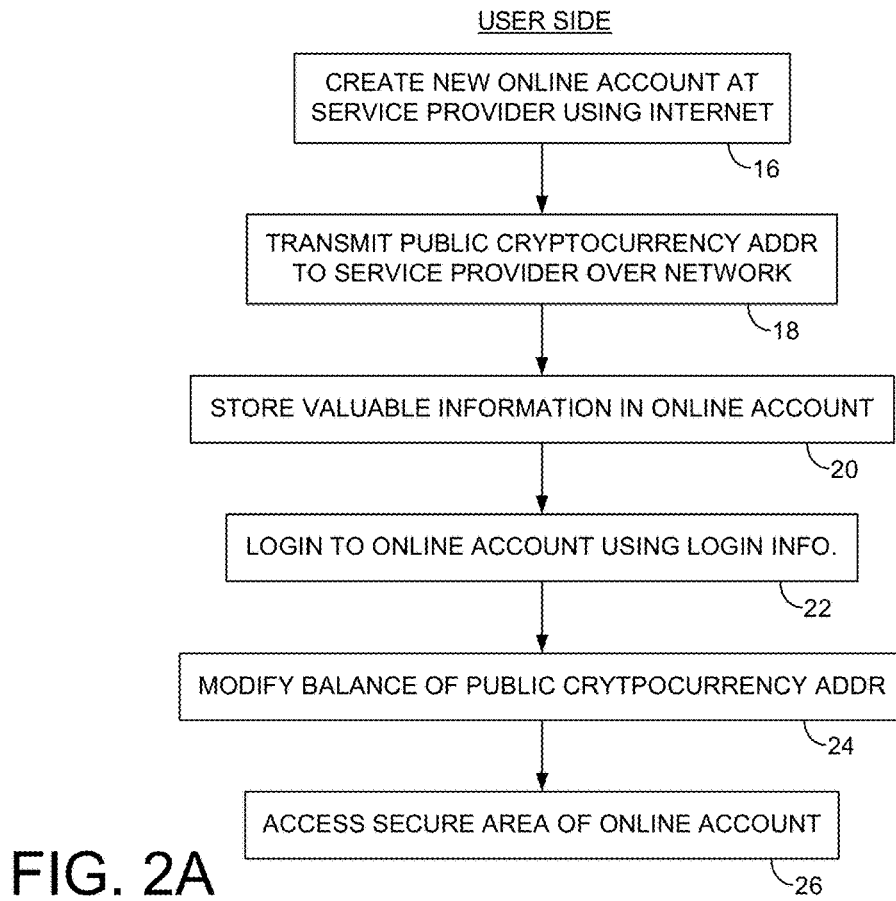 USER SIDE
CREATE NEW ONLINE ACCOUNT AT
SERVICE PROVIDER USING INTERNET
16
TRANSMIT PUBLIC CRYPTOCURRENCY ADDR
TO SERVICE PROVIDER OVER NETWORK
18
STORE VALUABLE INFORMATION IN ONLINE ACCOUNT
20
LOGIN TO ONLINE ACCOUNT USING LOGIN INFO.
22
MODIFY BALANCE OF PUBLIC CRYTPOCURRENCY ADDR
24
ACCESS SECURE AREA OF ONLINE ACCOUNT
26
FIG. 2A